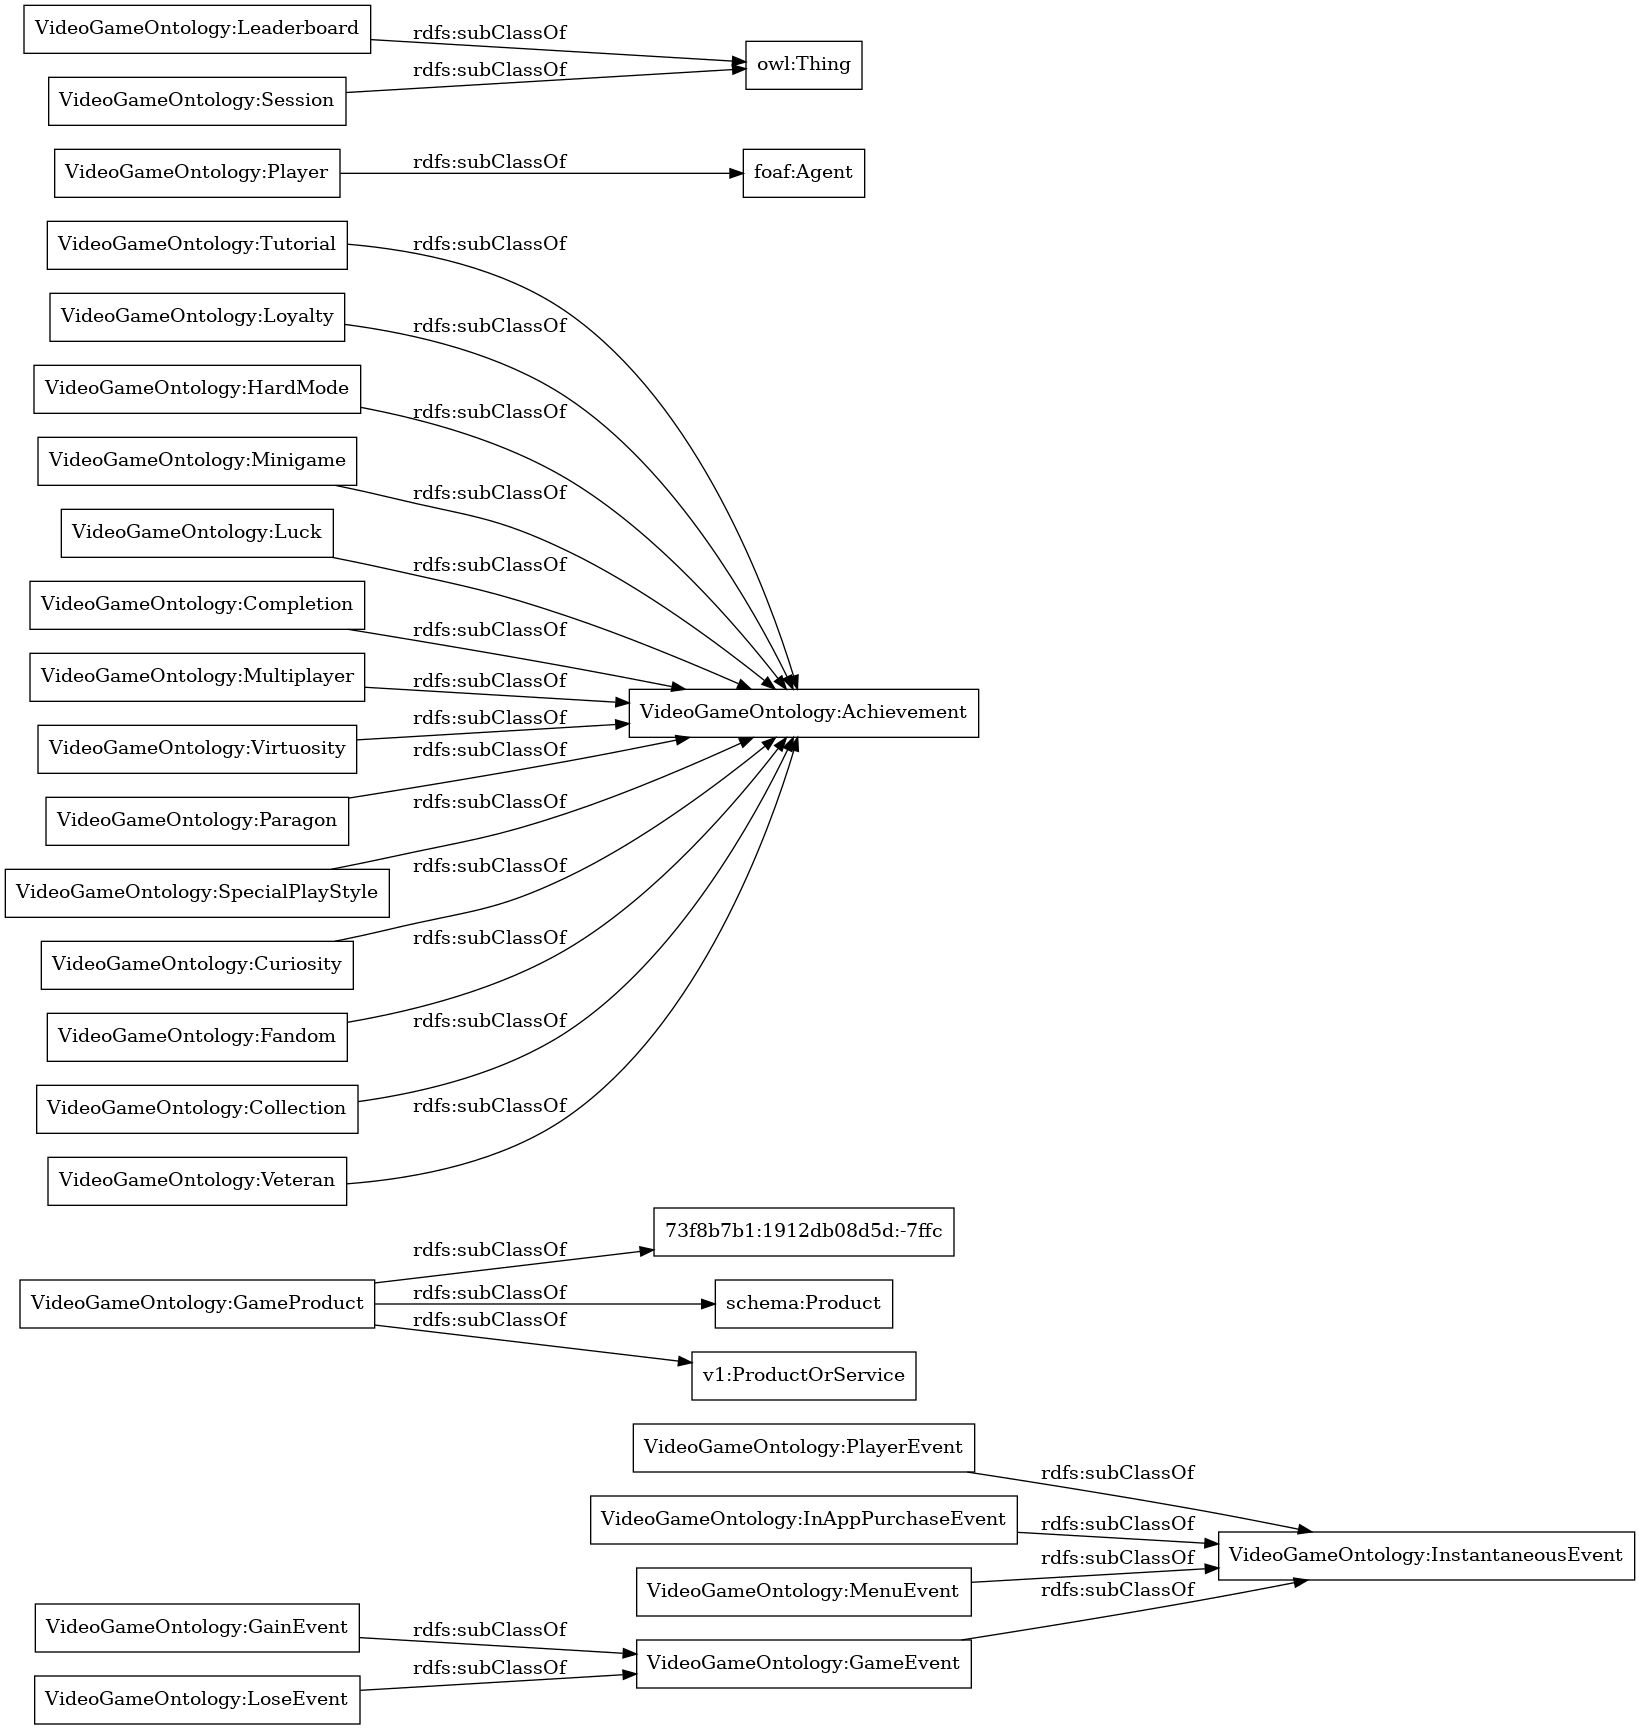 VideoGameOntology:Leaderboard
rdfs:subClassOf
owl:Thing
rdfs:subClassOf
VideoGameOntology:Session
VideoGameOntology:Player
rdfs:subClassOf
foaf:Agent
VideoGameOntology:Tutorial
rdfs:subClassOf
VideoGameOntology:Loyalty
rdfs:subClassOf
VideoGameOntology:HardMode
rdfs:subClassOf
VideoGameOntology:Minigame
rdfs:subClassOf
VideoGameOntology:Luck
rdfs:subClassOf
VideoGameOntology:Completion
rdfs:subClassOf
VideoGameOntology:Multiplayer
rdfs:subClassOf
VideoGameOntology:Achievement
rdfs:subClassOf
VideoGameOntology:Virtuosity
rdfs:subClassOf
VideoGameOntology:Paragon
rdfs:subClassOf
VideoGameOntology:SpecialPlayStyle
rdfs:subClassOf
VideoGameOntology:Curiosity
rdfs:subClassOf
VideoGameOntology:Fandom
rdfs:subClassOf
VideoGameOntology:Collection
rdfs:subClassOf
VideoGameOntology:Veteran
73f8b7b1:1912db08d5d:-7ffc
rdfs:subClassOf
VideoGameOntology:GameProduct
rdfs:subClassOf
schema:Product
rdfs:subClassOf
v1:ProductOrService
VideoGameOntology:PlayerEvent
rdfs:subClassOf
VideoGameOntology:InAppPurchaseEvent
rdfs:subClassOf
VideoGameOntology:InstantaneousEvent
rdfs:subClassOf
VideoGameOntology:MenuEvent
rdfs:subClassOf
VideoGameOntology:GainEvent
rdfs:subClassOf
VideoGameOntology:GameEvent
rdfs:subClassOf
VideoGameOntology:LoseEvent